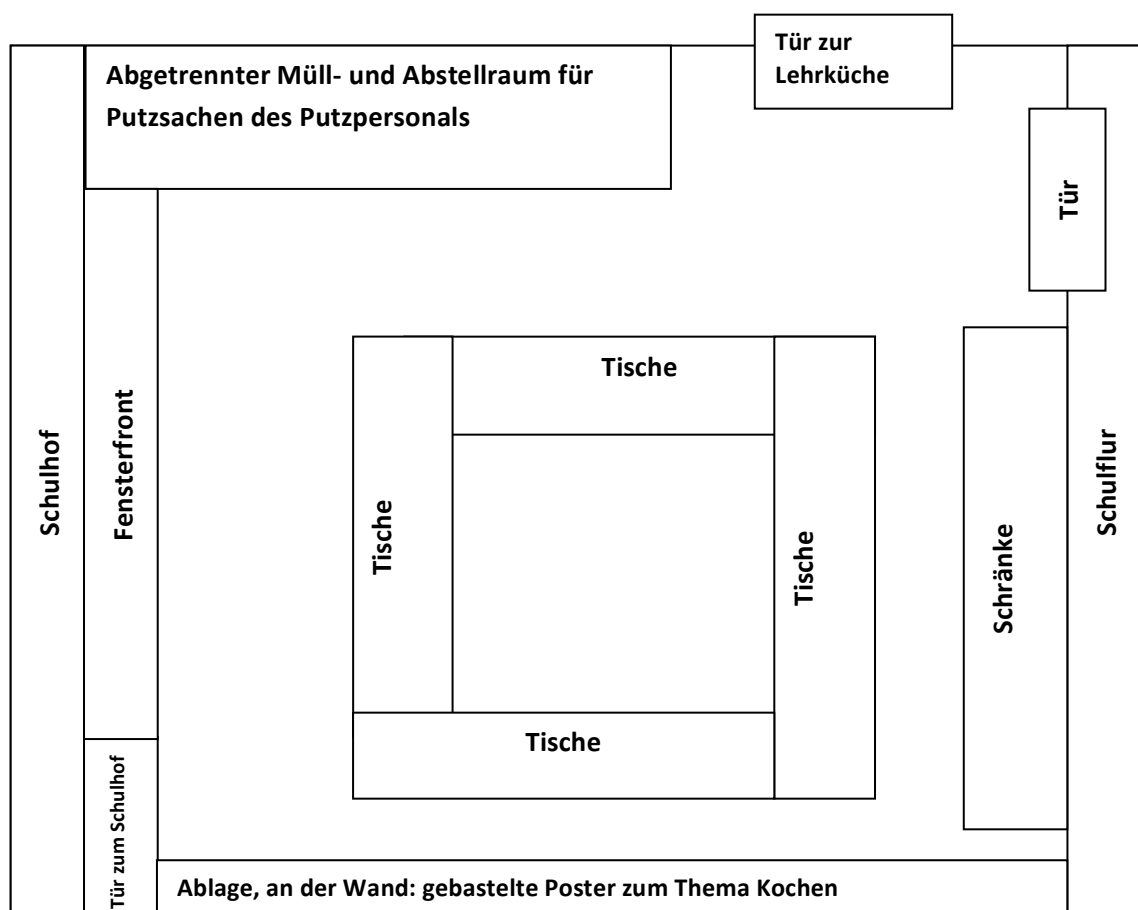 Tür zur
Lehrküche
Abgetrennter Müll- und Abstellraum für
Putzsachen des Putzpersonals
Tür
Schulhof
Fensterfront
Tische
Tische
Tische
Schränke
Schulflur
Tische
Tür zum Schulhof
Ablage, an der Wand: gebastelte Poster zum Thema Kochen